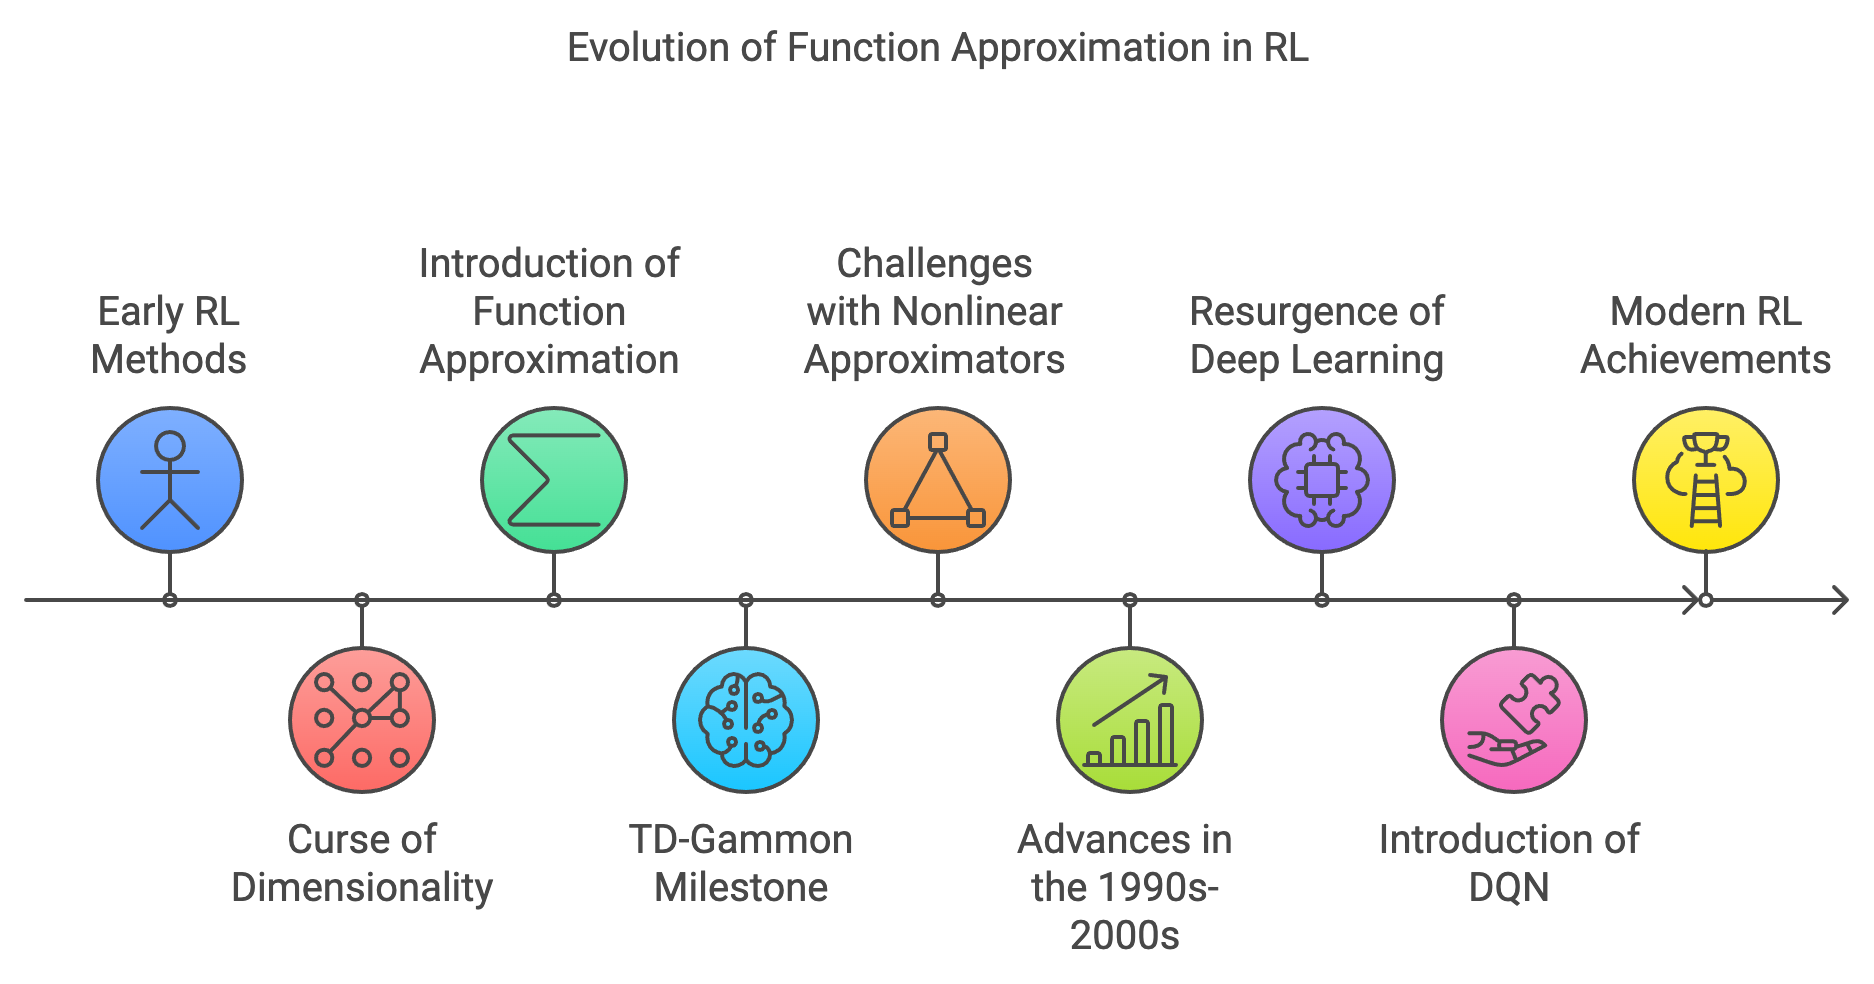 Evolution of Function Approximation in RL
Early RL
Methods
Curse of
Dimensionality
Introduction of
Function
Approximation
TD-Gammon
Milestone
Challenges
with Nonlinear
Approximators
Advances in
the 1990s-
2000s
Resurgence of
Deep Learning
Introduction of
DQN
Modern RL
Achievements